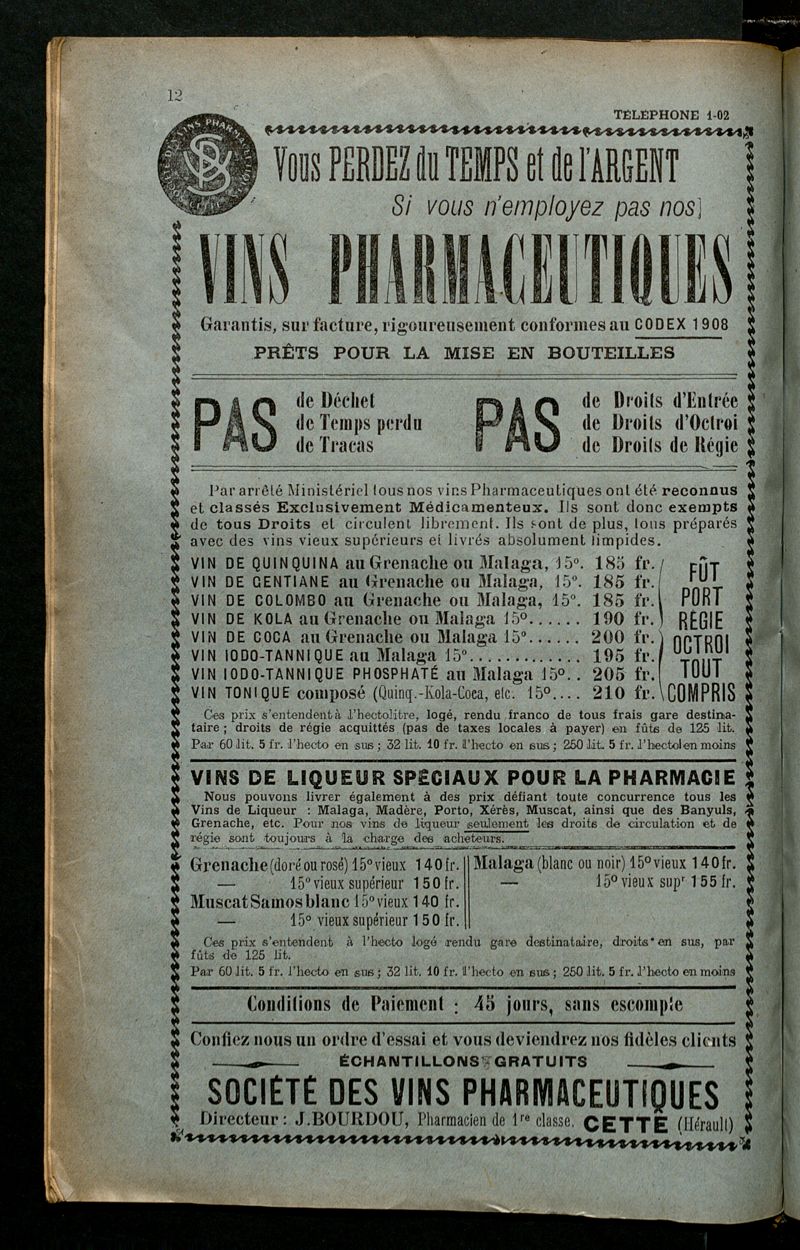 12
TÉLÉPHONE 1-02
VINS PHAR
Vous PERDEZ du TEMPS et de l'ARGENT
Si vous n'employez pas nos
VINS PHARMACEUTIQUES
Garantis, sur facture, rigoureusement conformes au CODEX 1908
PRÊTS POUR LA MISE EN BOUTEILLES
PAS
de Déchet
de Temps perdu
de Tracas
PAS
de Droits d'Entrée
de Droits d'Octroi
de Droits de Régie
Par arrêté Ministériel tous nos vins Pharmaceutiques ont été reconnus
et classés Exclusivement Médicamenteux. Ils sont donc exempts
de tous Droits et circulent librement. Ils sont de plus, tous préparés
avec des vins vieux supérieurs et livrés absolument limpides.
VIN DE QUINQUINA au Grenache ou Malaga, 15°. 185 fr.
VIN DE GENTIANE au Grenache ou Malaga, 15°. 185 fr.
VIN DE COLOMBO au Grenache ou Malaga, 15°. 185 fr.
VIN DE KOLA au Grenache ou Malaga 15°...... 190 fr.
VIN DE COCA au Grenache ou Malaga 15°...... 200 fr.
VIN IODO-TANNIQUE au Malaga 15°............. 195 fr.
VIN IODO-TANNIQUE PHOSPHATÉ au Malaga 15°.. 205 fr.
VIN TONIQUE composé (Quinq.-Kola-Coca, etc. 15°.... 210 fr.
FÛT
PORT
RÉGIE
OCTROI
TOUT
COMPRIS
Ces prix s'entendent à l'hectolitre, logé, rendu franco de tous frais gare destina-
taire ; droits de régie acquittés (pas de taxes locales à payer) en fûts de 125 lit.
Par 60 lit. 5 fr. l'hecto en sus ; 32 lit. 10 fr. l'hecto en sus ; 250 lit. 5 fr. l'hecto en moins
VINS DE LIQUEUR SPÉCIAUX POUR LA PHARMACIE
Nous pouvons livrer également à des prix défiant toute concurrence tous les
Vins de Liqueur : Malaga, Madère, Porto, Xérès, Muscat, ainsi que des Banyuls,
Grenache, etc. Pour nos vins de liqueur seulement les droits de circulation et de
régie sont toujours à la charge des acheteurs.
Grenache (doré ou rosé) 15° vieux 140 fr.
— 15° vieux supérieur 150 fr.
Muscat Samos blanc 15° vieux 140 fr.
— 15° vieux supérieur 150 fr.
Malaga (blanc ou noir) 15° vieux 140 fr.
— 15° vieux supr 155 fr.
Ces prix s'entendent à l'hecto logé rendu gare destinataire, droits en sus, par
fûts de 125 lit.
Par 60 lit. 5 fr. l'hecto en sus ; 32 lit. 10 fr. l'hecto en sus ; 250 lit. 5 fr. l'hecto en moins
Conditions de Paiement : 45 jours, sans escompte
Confiez nous un ordre d'essai et vous deviendrez nos fidèles clients
ÉCHANTILLONS GRATUITS
SOCIÉTÉ DES VINS PHARMACEUTIQUES
Directeur : J. BOURDOU, Pharmacien de 1re classe. CETTE (Hérault)